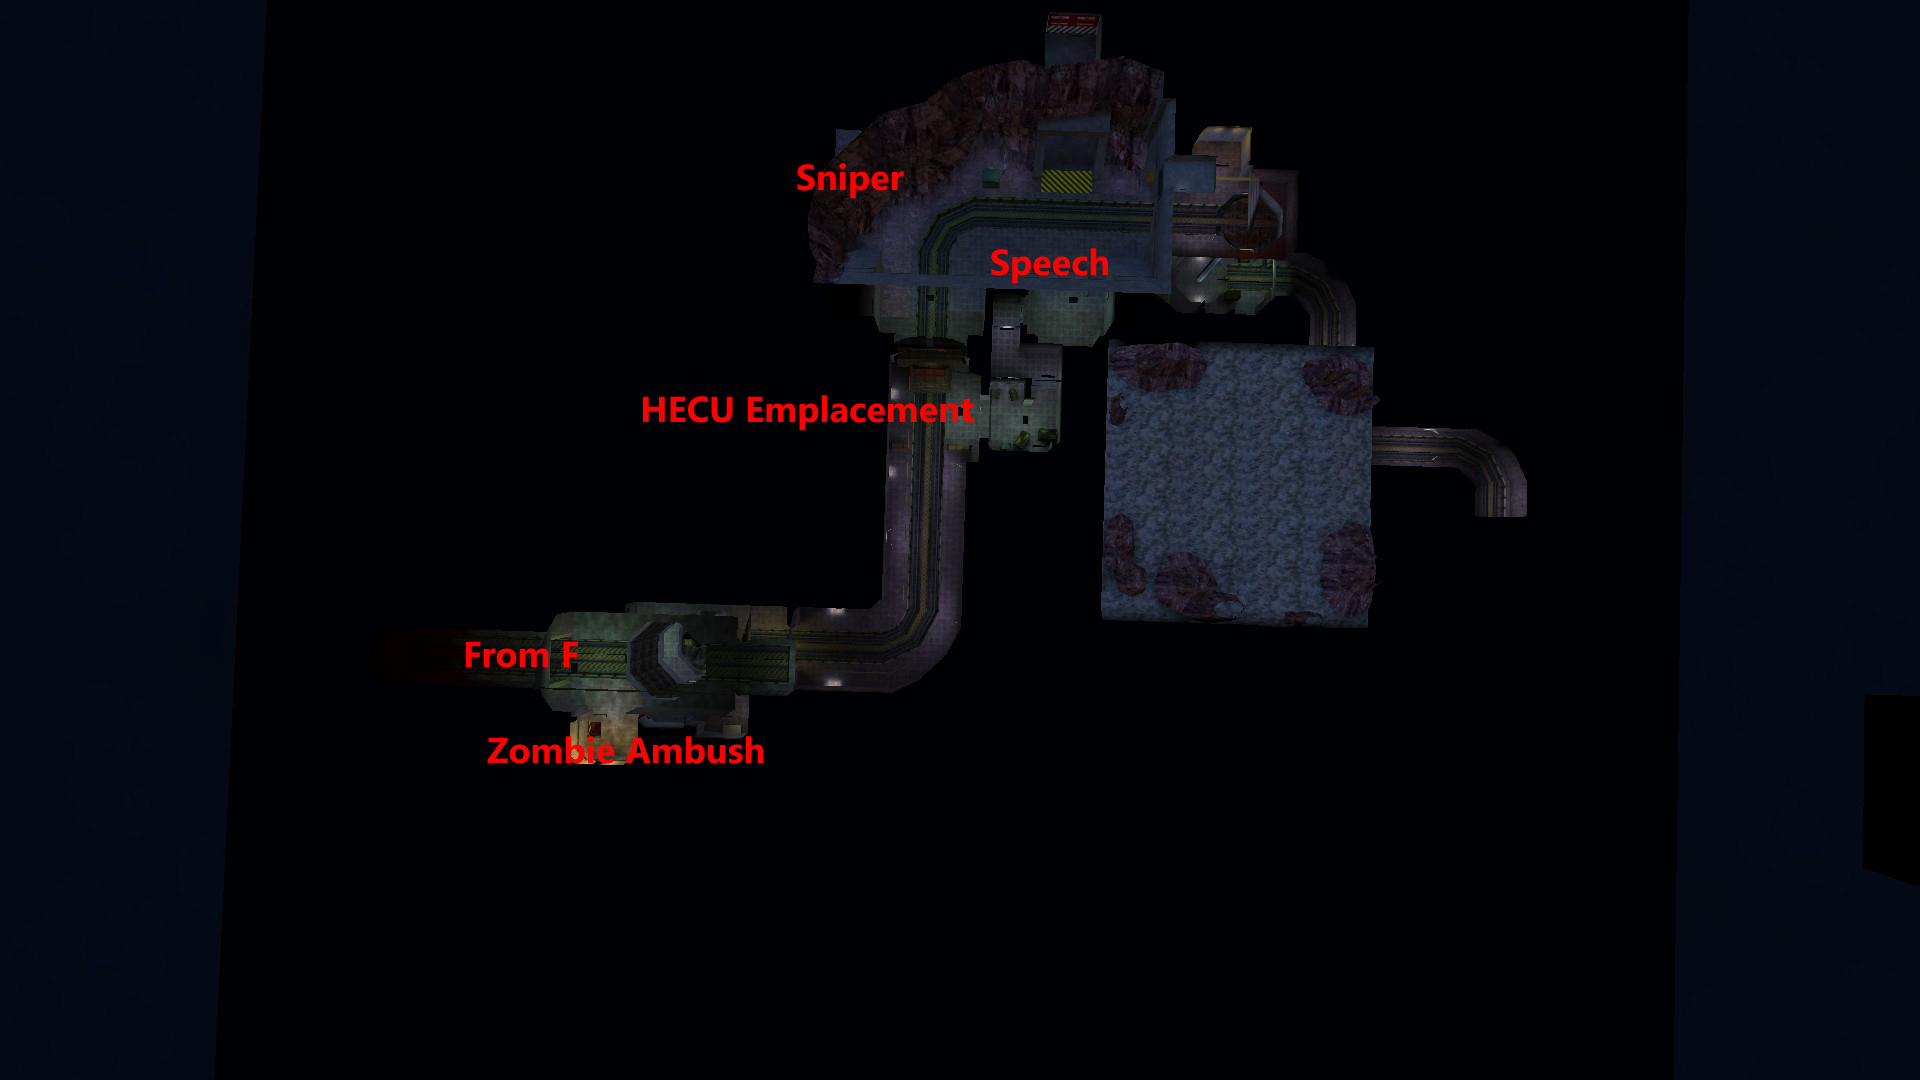 Sniper
Speech
HECU Emplacement
From F
Zombie Ambush